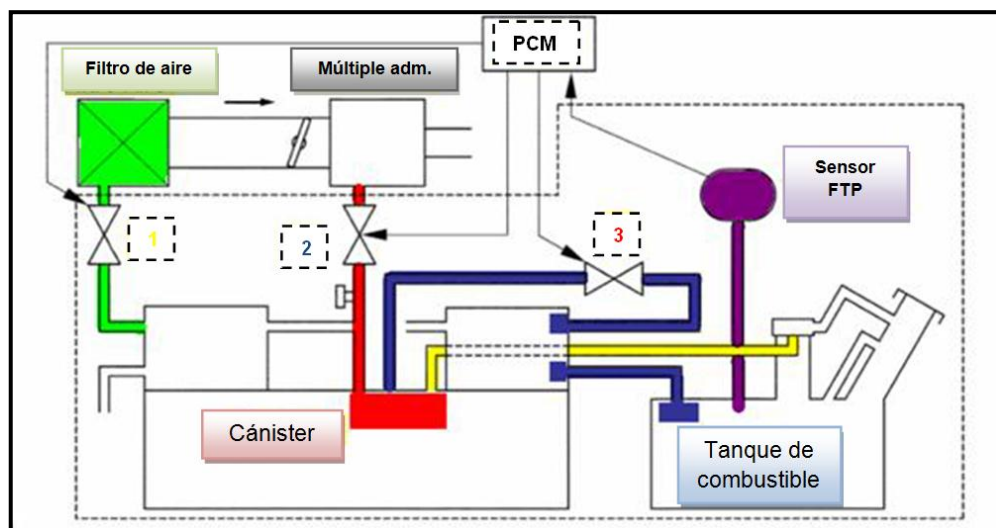 PCM
Filtro de aire
Múltiple adm.
Sensor
FTP
1
2
3
Cánister
Tanque de
combustible